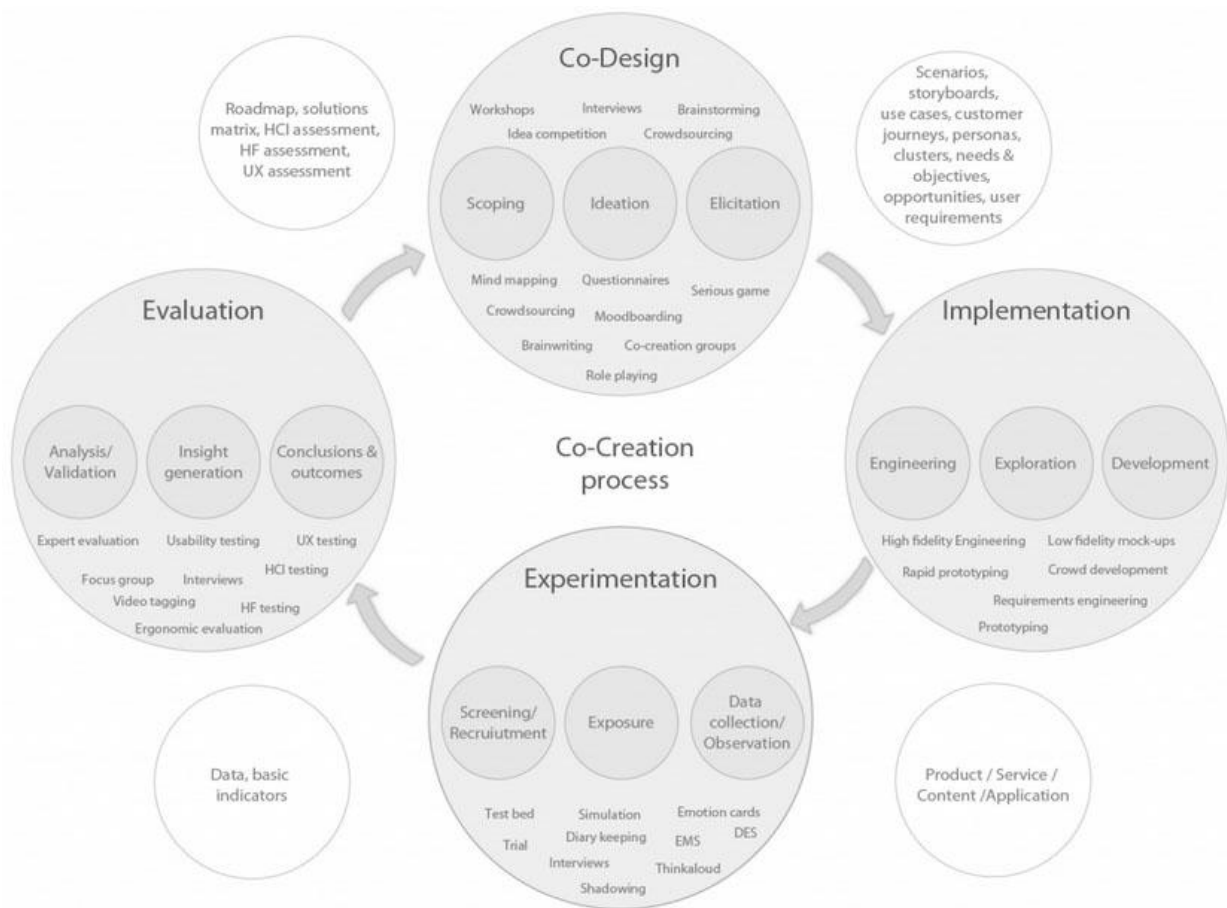 Co-Design
Workshops
Interviews
Brainstorming
Idea competition
Crowdsourcing
Scoping
Ideation
Elicitation
Mind mapping
Questionnaires
Serious game
Crowdsourcing
Moodboarding
Brainwriting
Co-creation groups
Role playing
Scenarios,
storyboards,
use cases, customer
journeys, personas,
clusters, needs &
objectives,
opportunities, user
requirements
Implementation
Engineering
Exploration
Development
High fidelity Engineering
Low fidelity mock-ups
Rapid prototyping
Crowd development
Requirements engineering
Prototyping
Product / Service /
Content /Application
Experimentation
Screening/
Recruiutment
Exposure
Data
collection/
Observation
Test bed
Simulation
Emotion cards
Trial
Diary keeping
EMS
DES
Interviews
Thinkaloud
Shadowing
Data, basic
indicators
Evaluation
Analysis/
Validation
Insight
generation
Conclusions &
outcomes
Expert evaluation
Usability testing
UX testing
Focus group
Interviews
HCI testing
Video tagging
HF testing
Ergonomic evaluation
Roadmap, solutions
matrix, HCI assessment,
HF assessment,
UX assessment
Co-Creation
process